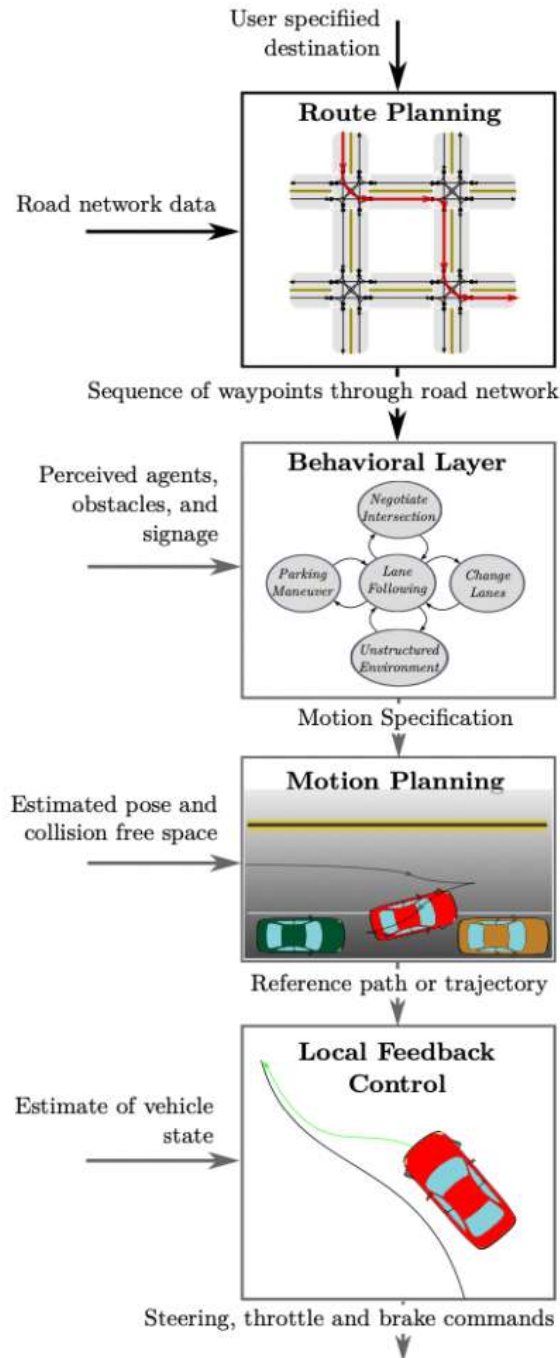 User specifiied
destination
Route Planning
Road network data
Sequence of waypoints through road network
Behavioral Layer
Perceived agents,
obstacles, and
signage
Negotiate
Intersection
Parking
Maneuver
Lane
Following
Change
Lanes
Unstructured
Environment
Motion Specification
Motion Planning
Estimated pose and
collision free space
Reference path or trajectory
Local Feedback
Control
Estimate of vehicle
state
Steering, throttle and brake commands